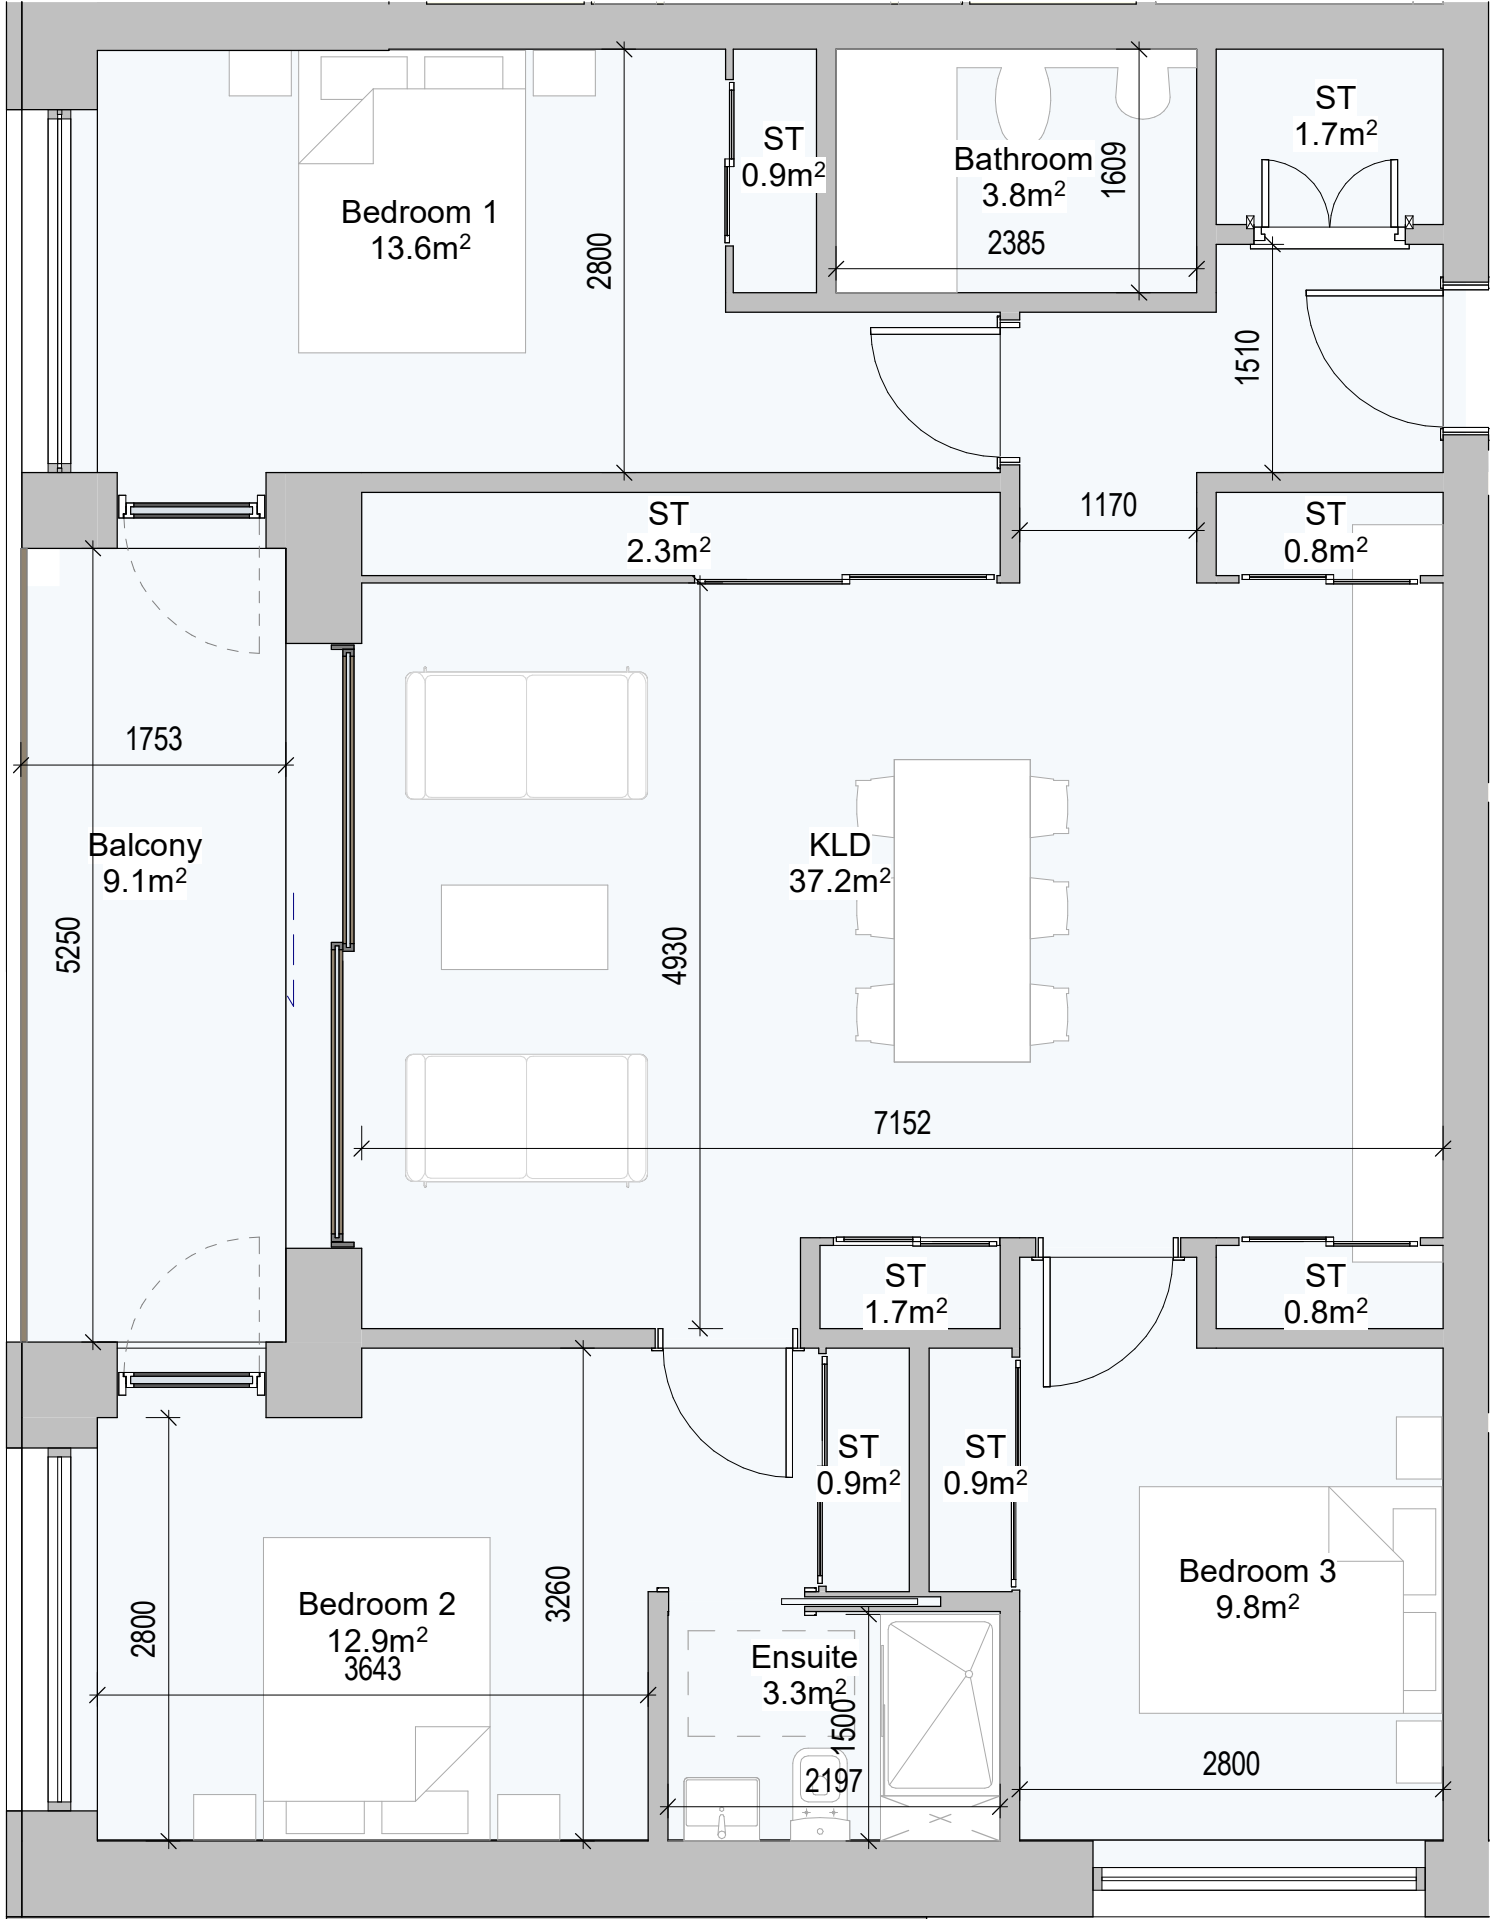 ST
1.7m²
ST
0.9m²
Bathroom
3.8m²
1609
2385
Bedroom 1
13.6m²
2800
1510
ST
2.3m²
1170
ST
0.8m²
1753
Balcony
9.1m²
5250
KLD
37.2m²
4930
7152
ST
1.7m²
ST
0.8m²
ST
0.9m²
ST
0.9m²
Bedroom 2
12.9m²
3643
2800
3260
Ensuite
3.3m²
1500
2197
Bedroom 3
9.8m²
2800